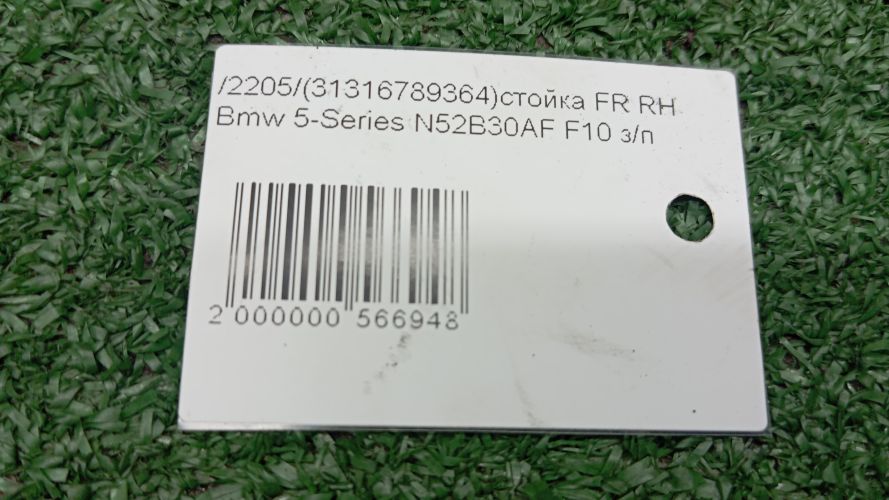 /2205/(31316789364)стойка FR RH
Bmw 5-Series N52B30AF F10 з/п
2 000000 566948